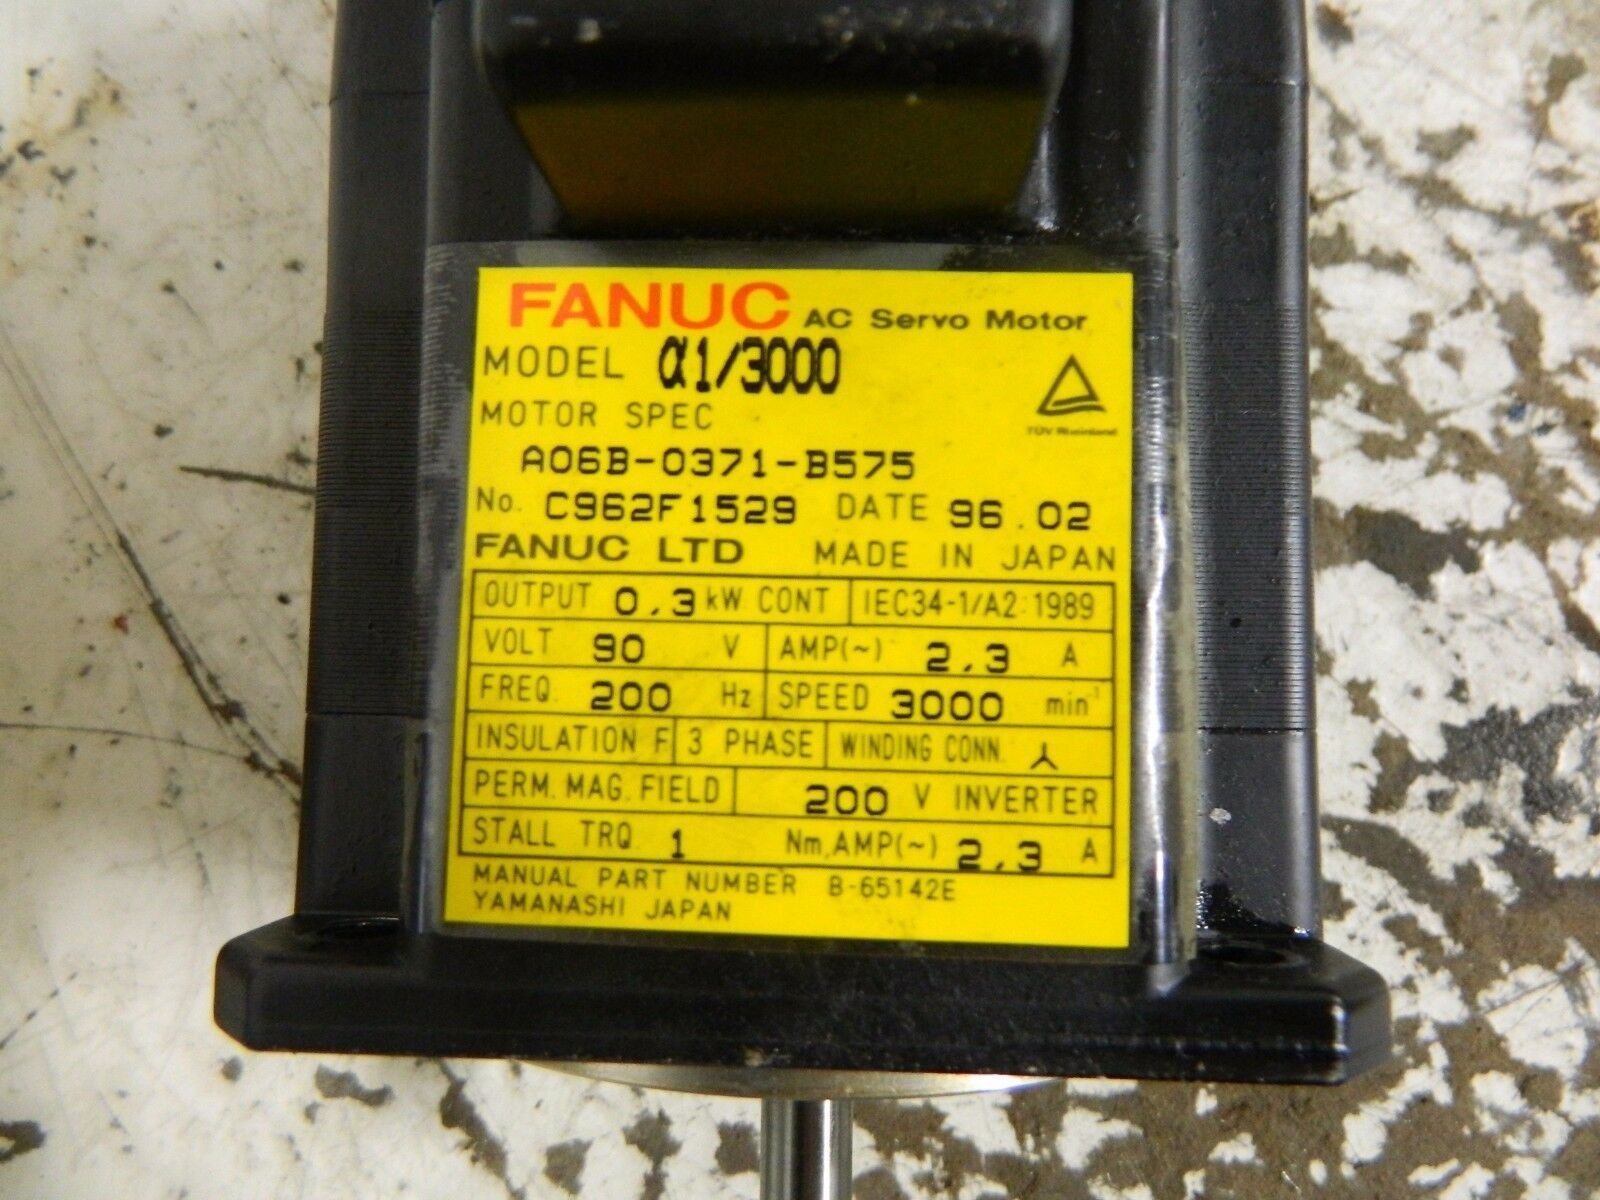 FANUC AC Servo Motor
MODEL α1/3000
TÜV Rheinland
MOTOR SPEC
A06B-0371-B575
No. C962F1529 DATE 96.02
FANUC LTD MADE IN JAPAN
OUTPUT 0.3 kW CONT IEC34-1/A2:1989
VOLT 90 V AMP(~) 2.3 A
FREQ. 200 Hz SPEED 3000 min⁻¹
INSULATION F 3 PHASE WINDING CONN.
PERM. MAG. FIELD 200 V INVERTER
STALL TRQ. 1 Nm, AMP(~) 2.3 A
MANUAL PART NUMBER B-65142E
YAMANASHI JAPAN